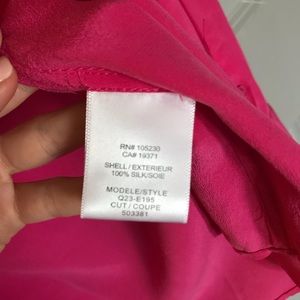 RN# 105230
CA# 19371
SHELL / EXTERIEUR
100% SILK/SOIE
MODELE/STYLE
Q23-E195
CUT / COUPE
503381